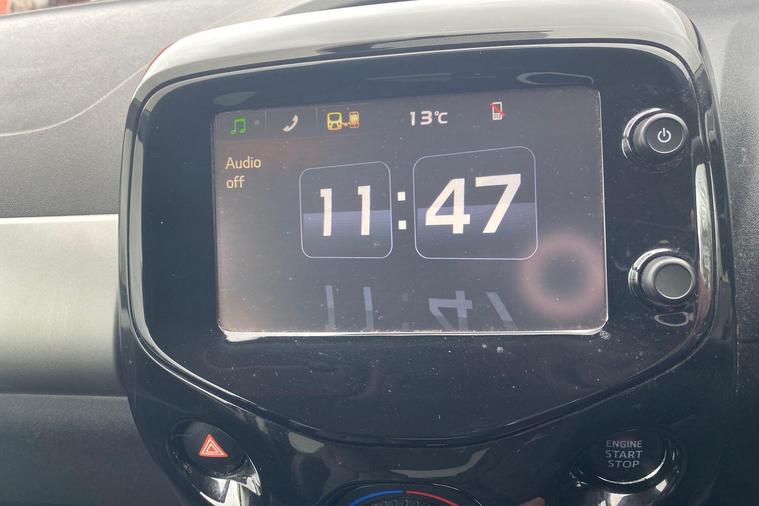 13°C
Audio
off
11:47
ENGINE
START
STOP